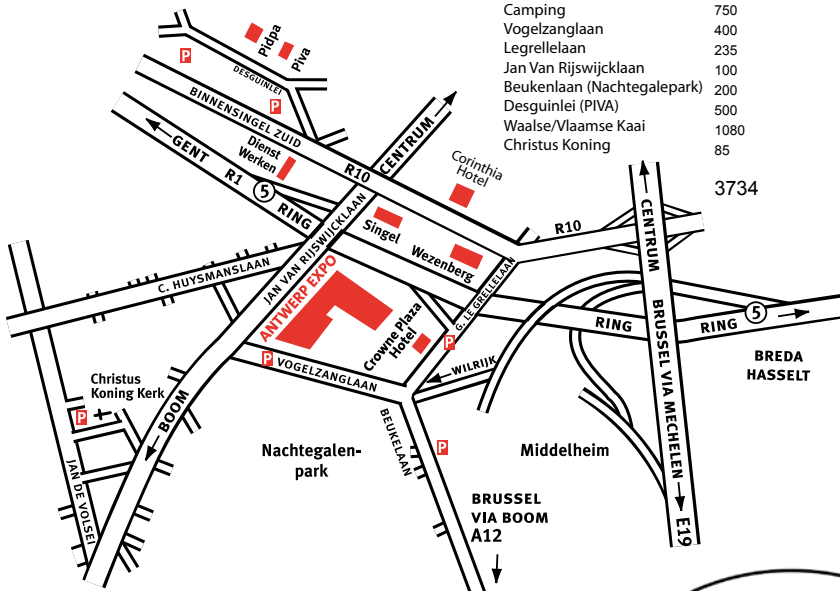 Camping 750
Vogelzanglaan 400
Legrellelaan 235
Jan Van Rijswijcklaan 100
Beukenlaan (Nachtegalepark) 200
Desguinlei (PIVA) 500
Waalse/Vlaamse Kaai 1080
Christus Koning 85
3734
Pidpa
Piva
P
DESGUINLEI
P
BINNENSINGEL ZUID
Dienst
Werken
R10
CENTRUM
Corinthia
Hotel
GENT
R1
5
RING
Singel
Wezenberg
R10
CENTRUM
C. HUYSMANSLAAN
JAN VAN RIJSWIJCKLAAN
ANTWERP EXPO
G. LE GRELLELAAN
RING
RING
5
BREDA
HASSELT
BRUSSEL VIA MECHELEN
Crowne Plaza
Hotel
P
P
VOGELZANGLAAN
WILRIJK
Christus
Koning Kerk
P
BOOM
BEUKELAAN
P
Nachtegalen-
park
Middelheim
JAN DE VOLSEI
BRUSSEL
VIA BOOM
A12
E19